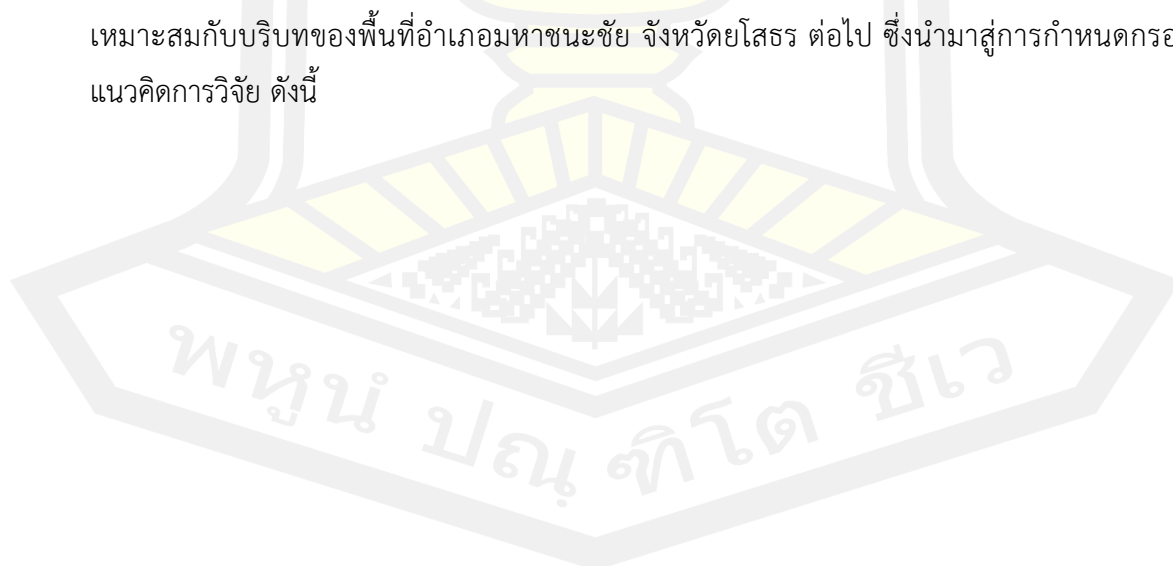 เหมาะสมกับบริบทของพื้นที่อำเภอมหาชนะชัย จังหวัดยโสธร ต่อไป ซึ่งนำมาสู่การกำหนดกรอ
แนวคิดการวิจัย ดังนี้
พหูนํ ปณฺฑิโต ชีเว